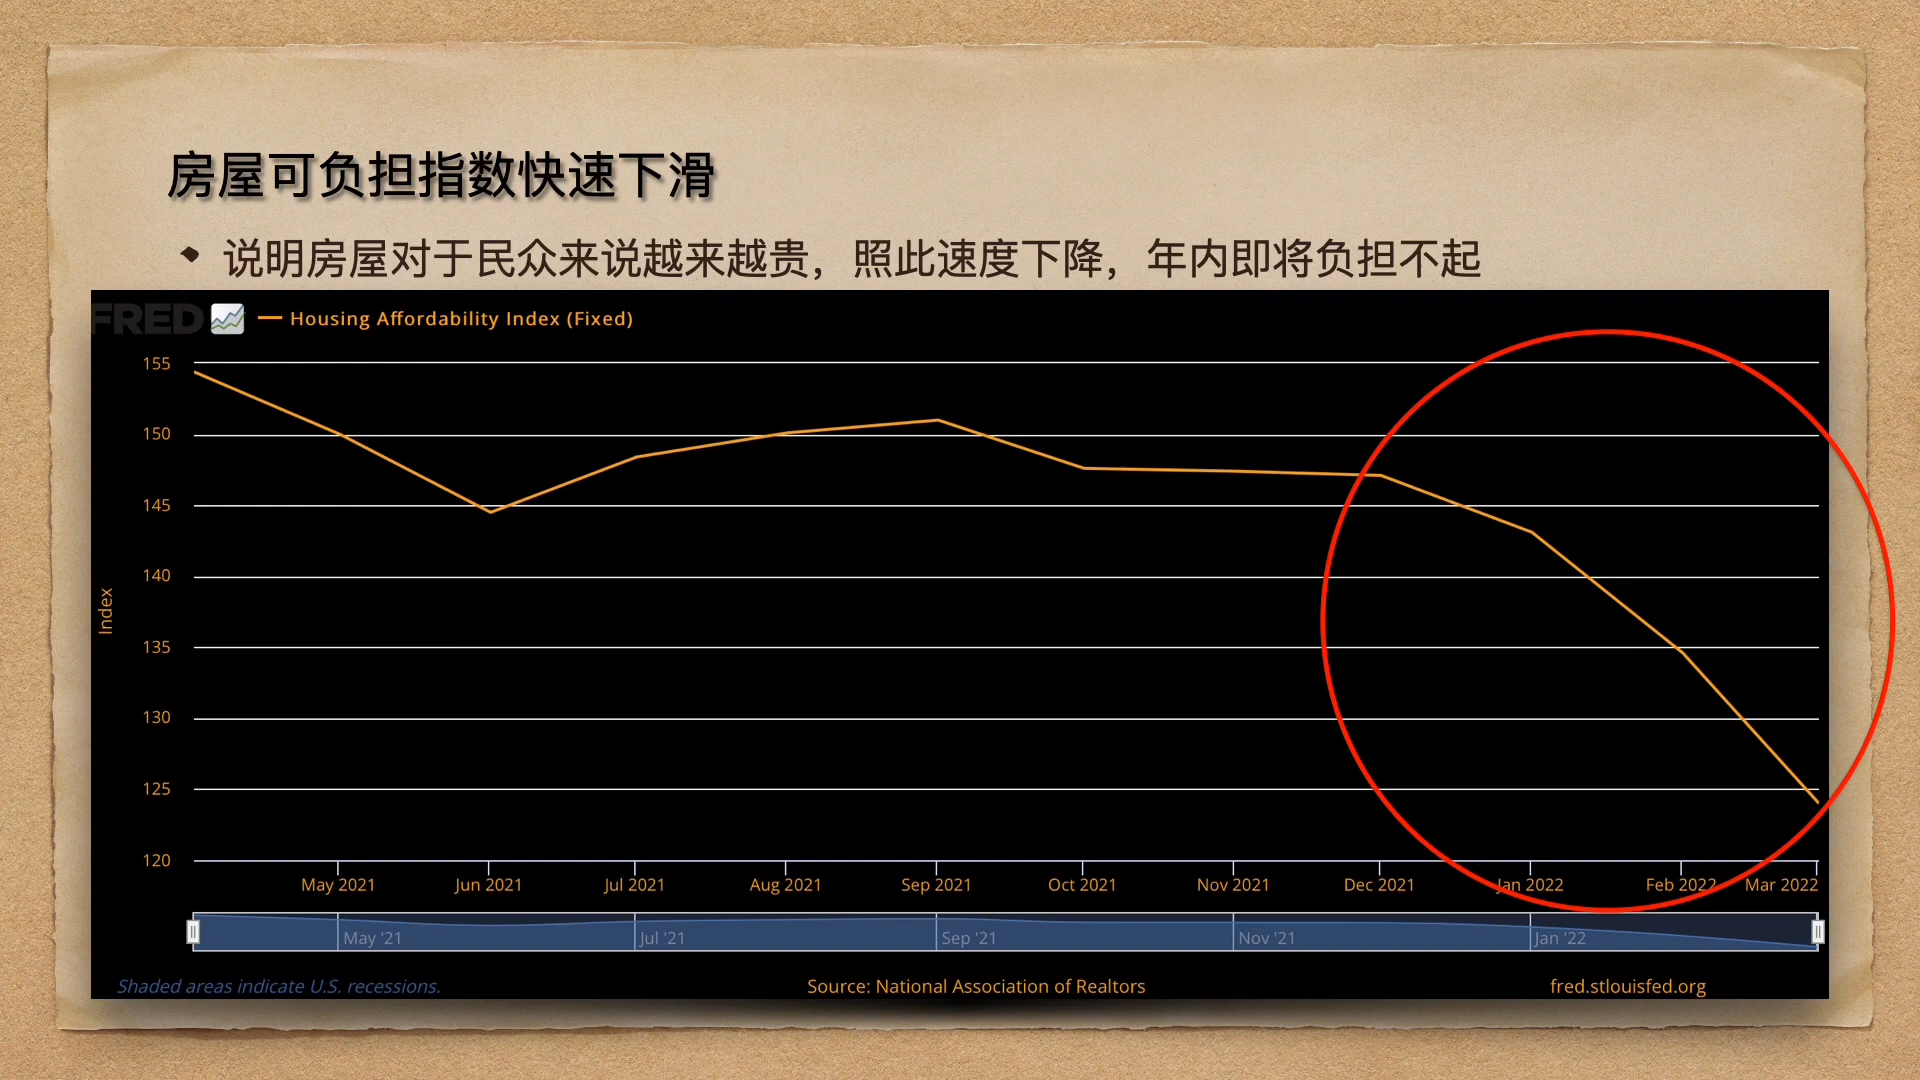 房屋可负担指数快速下滑
说明房屋对于民众来说越来越贵，照此速度下降，年内即将负担不起
FRED
Housing Affordability Index (Fixed)
155
150
145
140
135
130
125
120
Index
May 2021 Jun 2021 Jul 2021 Aug 2021 Sep 2021 Oct 2021 Nov 2021 Dec 2021 Jan 2022 Feb 2022 Mar 2022
May '21 Jul '21 Sep '21 Nov '21 Jan '22
Shaded areas indicate U.S. recessions. Source: National Association of Realtors fred.stlouisfed.org